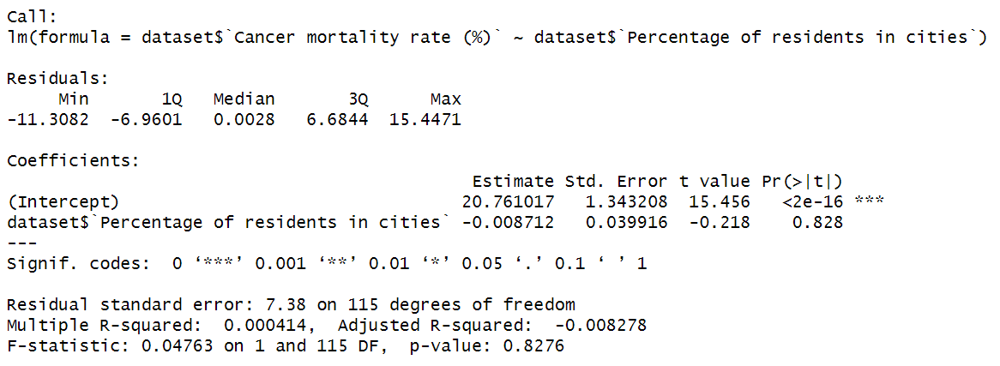 Call:
lm(formula = dataset$`Cancer mortality rate (%)` ~ dataset$`Percentage of residents in cities`)
Residuals:
Min 1Q Median 3Q Max
-11.3082 -6.9601 0.0028 6.6844 15.4471
Coefficients:
Estimate Std. Error t value Pr(>|t|)
(Intercept) 20.761017 1.343208 15.456 <2e-16 ***
dataset$`Percentage of residents in cities` -0.008712 0.039916 -0.218 0.828
---
Signif. codes: 0 ‘***’ 0.001 ‘**’ 0.01 ‘*’ 0.05 ‘.’ 0.1 ‘ ’ 1
Residual standard error: 7.38 on 115 degrees of freedom
Multiple R-squared: 0.000414, Adjusted R-squared: -0.008278
F-statistic: 0.04763 on 1 and 115 DF, p-value: 0.8276